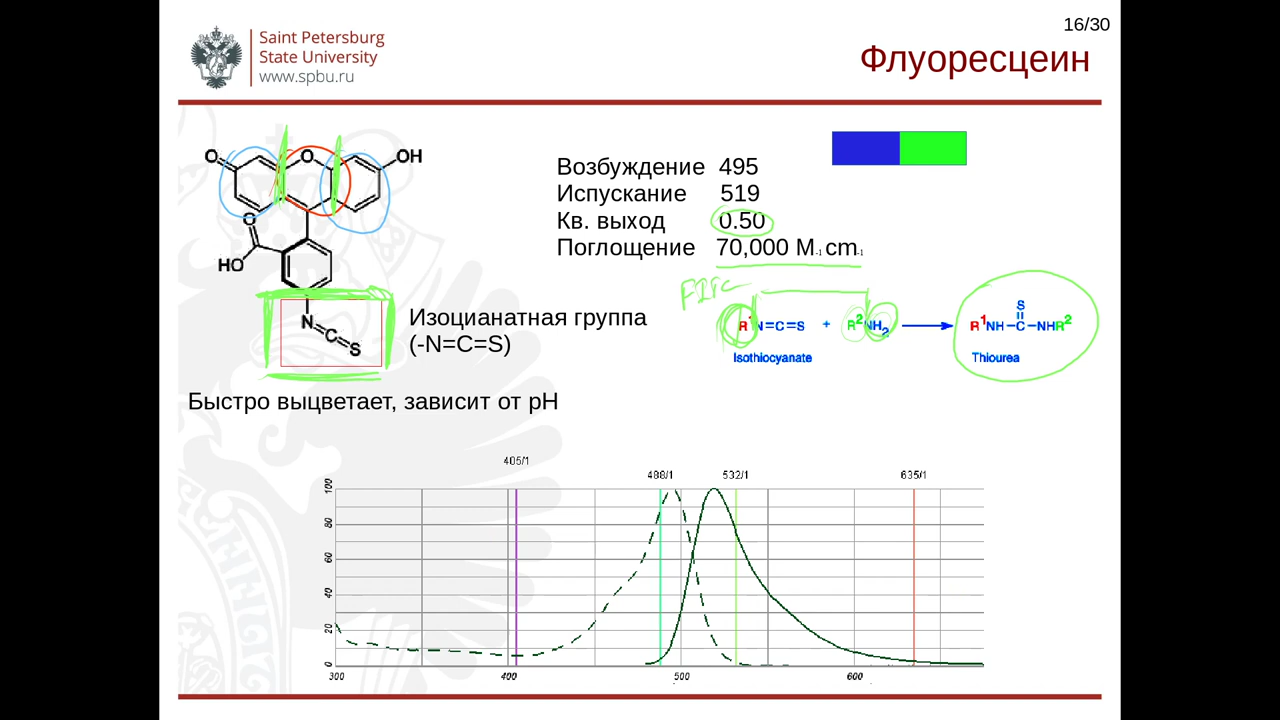 16/30
Saint Petersburg
State University
www.spbu.ru
Флуоресцеин
O
O
OH
O
HO
N
C
S
Возбуждение 495
Испускание 519
Кв. выход 0.50
Поглощение 70,000 M-1 cm-1
FITC
Изоцианатная группа
(-N=C=S)
R1N=C=S + R2NH2
S
R1NH-C-NHR2
Isothiocyanate
Thiourea
Быстро выцветает, зависит от pH
405/1
488/1
532/1
635/1
100
80
60
40
20
0
300 400 500 600